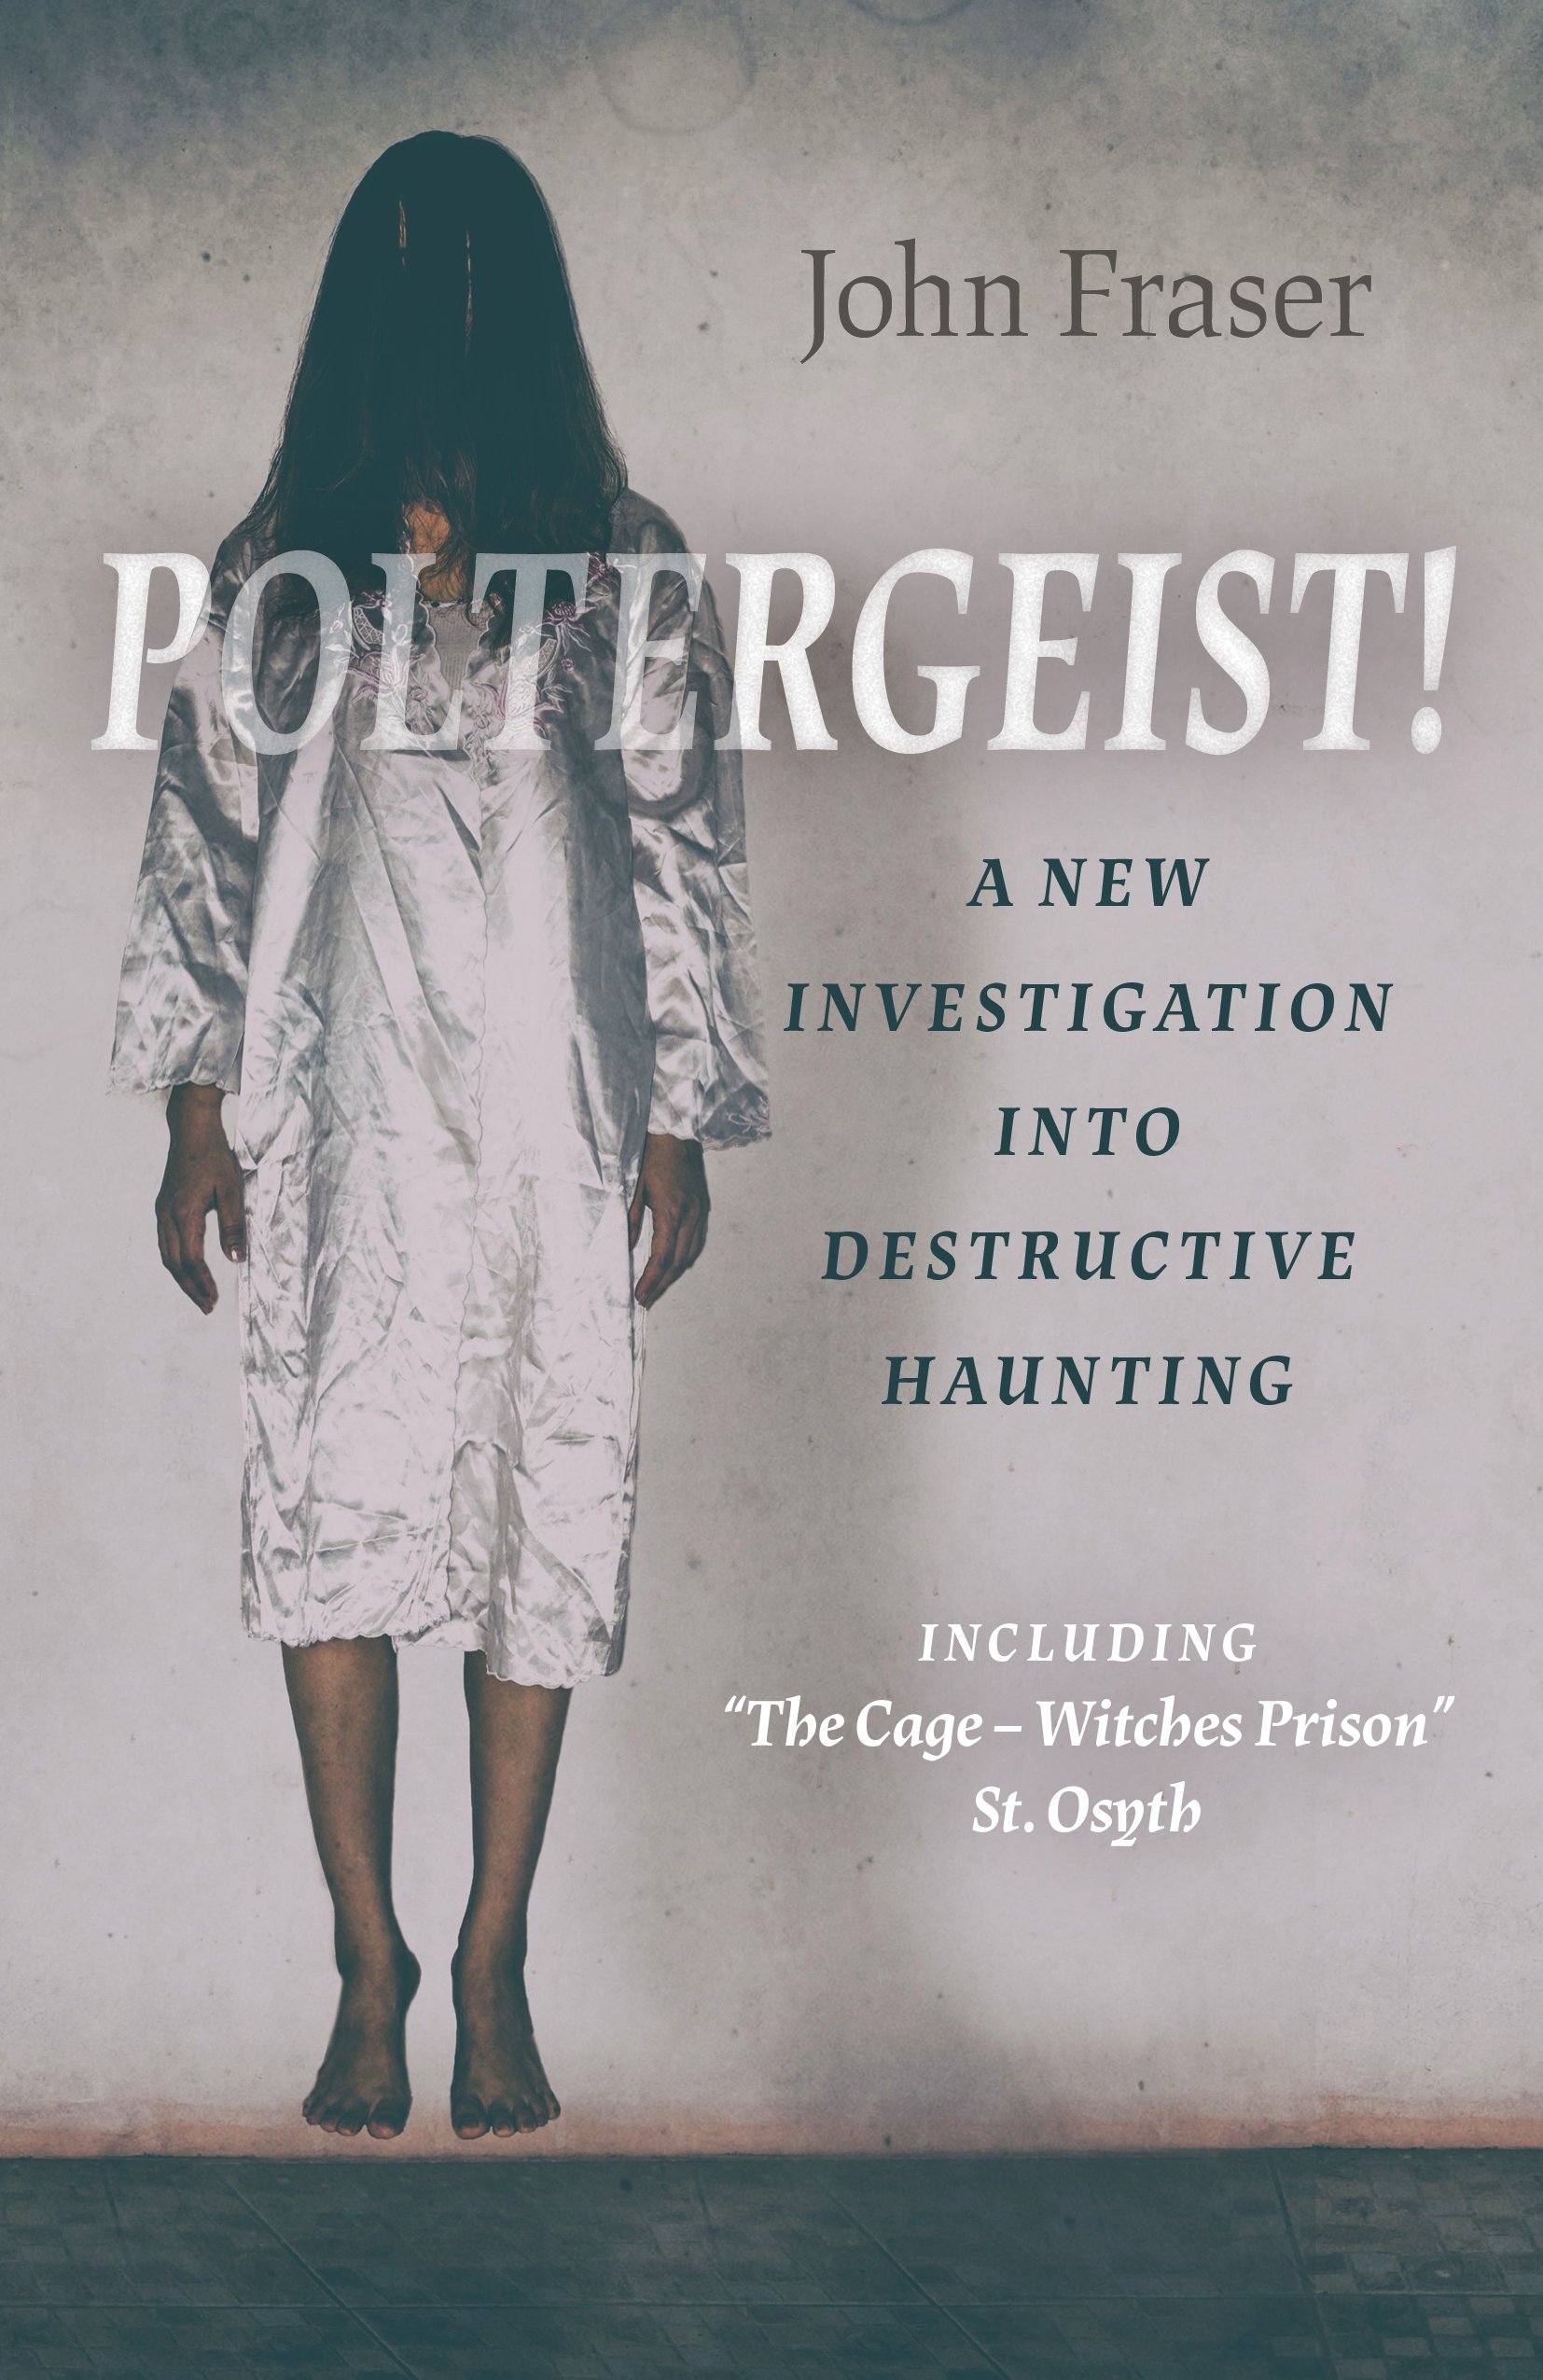 John Fraser
POLTERGEIST!
A NEW
INVESTIGATION
INTO
DESTRUCTIVE
HAUNTING
INCLUDING
“The Cage – Witches Prison”
St. Osyth